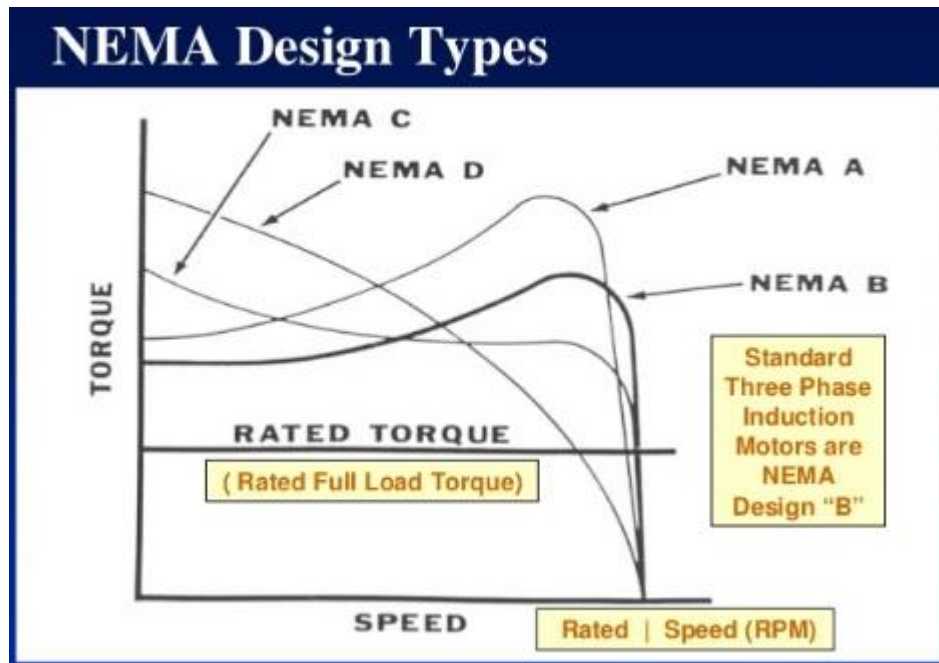 NEMA Design Types
NEMA C
NEMA D
NEMA A
NEMA B
TORQUE
Standard
Three Phase
Induction
Motors are
NEMA
Design “B”
RATED TORQUE
( Rated Full Load Torque)
SPEED
Rated | Speed (RPM)